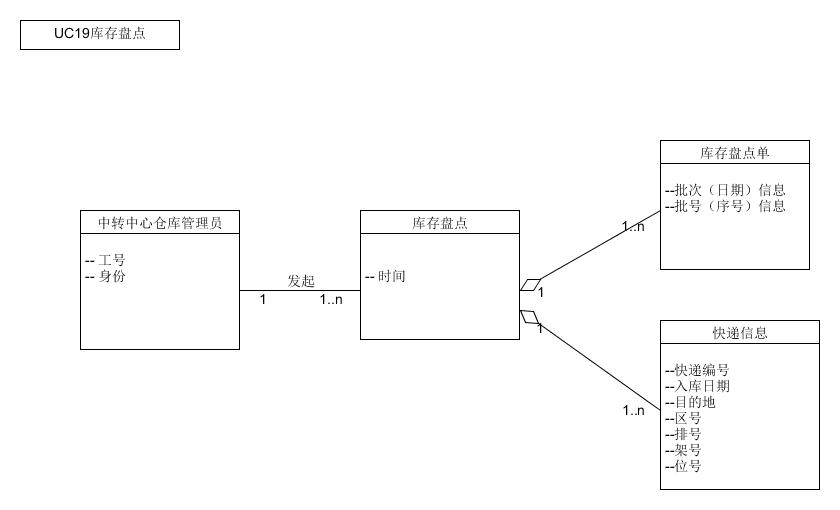 UC19库存盘点
库存盘点单
--批次（日期）信息
--批号（序号）信息
1..n
中转中心仓库管理员
-- 工号
-- 身份
发起
1
1..n
库存盘点
-- 时间
1
1
快递信息
--快递编号
--入库日期
--目的地
--区号
--排号
--架号
--位号
1..n